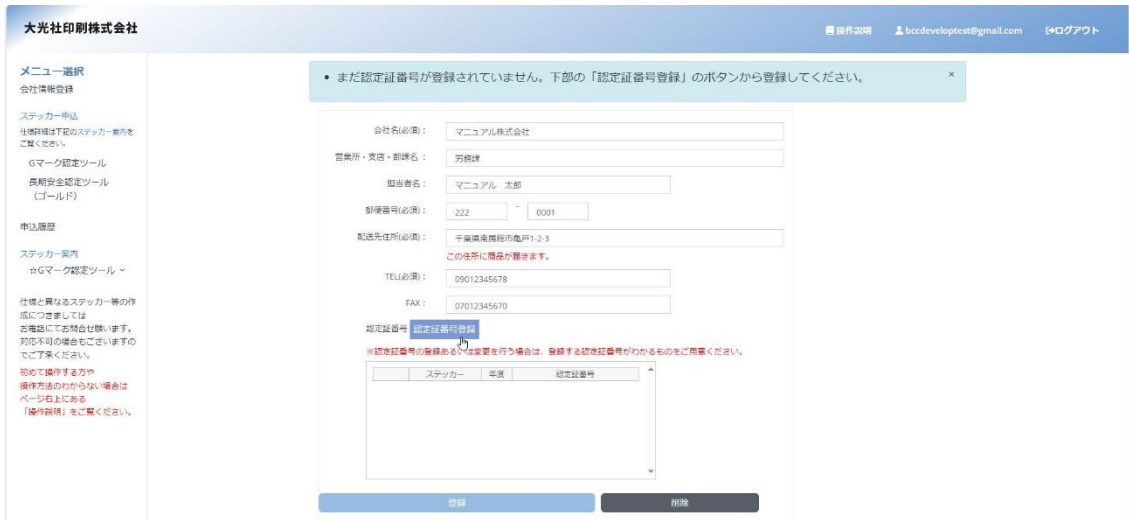 大光社印刷株式会社
操作説明 bccdeveloptest@gmail.com ログアウト
メニュー選択
会社情報登録
ステッカー申込
仕様詳細は下記のステッカー案内を
ご覧ください。
Gマーク認定ツール
長期安全認定ツール
(ゴールド)
申込履歴
ステッカー案内
☆Gマーク認定ツール
仕様と異なるステッカー等の作
成につきましては
お電話にてお問合せ願います。
対応不可の場合もございますの
でご了承ください。
初めて操作する方や
操作方法のわからない場合は
ページ右上にある
「操作説明」をご覧ください。
• まだ認定証番号が登録されていません。下部の「認定証番号登録」のボタンから登録してください。 ×
会社名(必須): マニュアル株式会社
営業所・支店・部課名: 労務課
担当者名: マニュアル 太郎
郵便番号(必須): 222 - 0001
配送先住所(必須): 千葉県南房総市亀戸1-2-3
この住所に商品が届きます。
TEL(必須): 09012345678
FAX: 07012345670
認定証番号 認定証番号登録
※認定証番号の登録あるいは変更を行う場合は、登録する認定証番号がわかるものをご用意ください。
ステッカー 年度 認定証番号
登録 削除